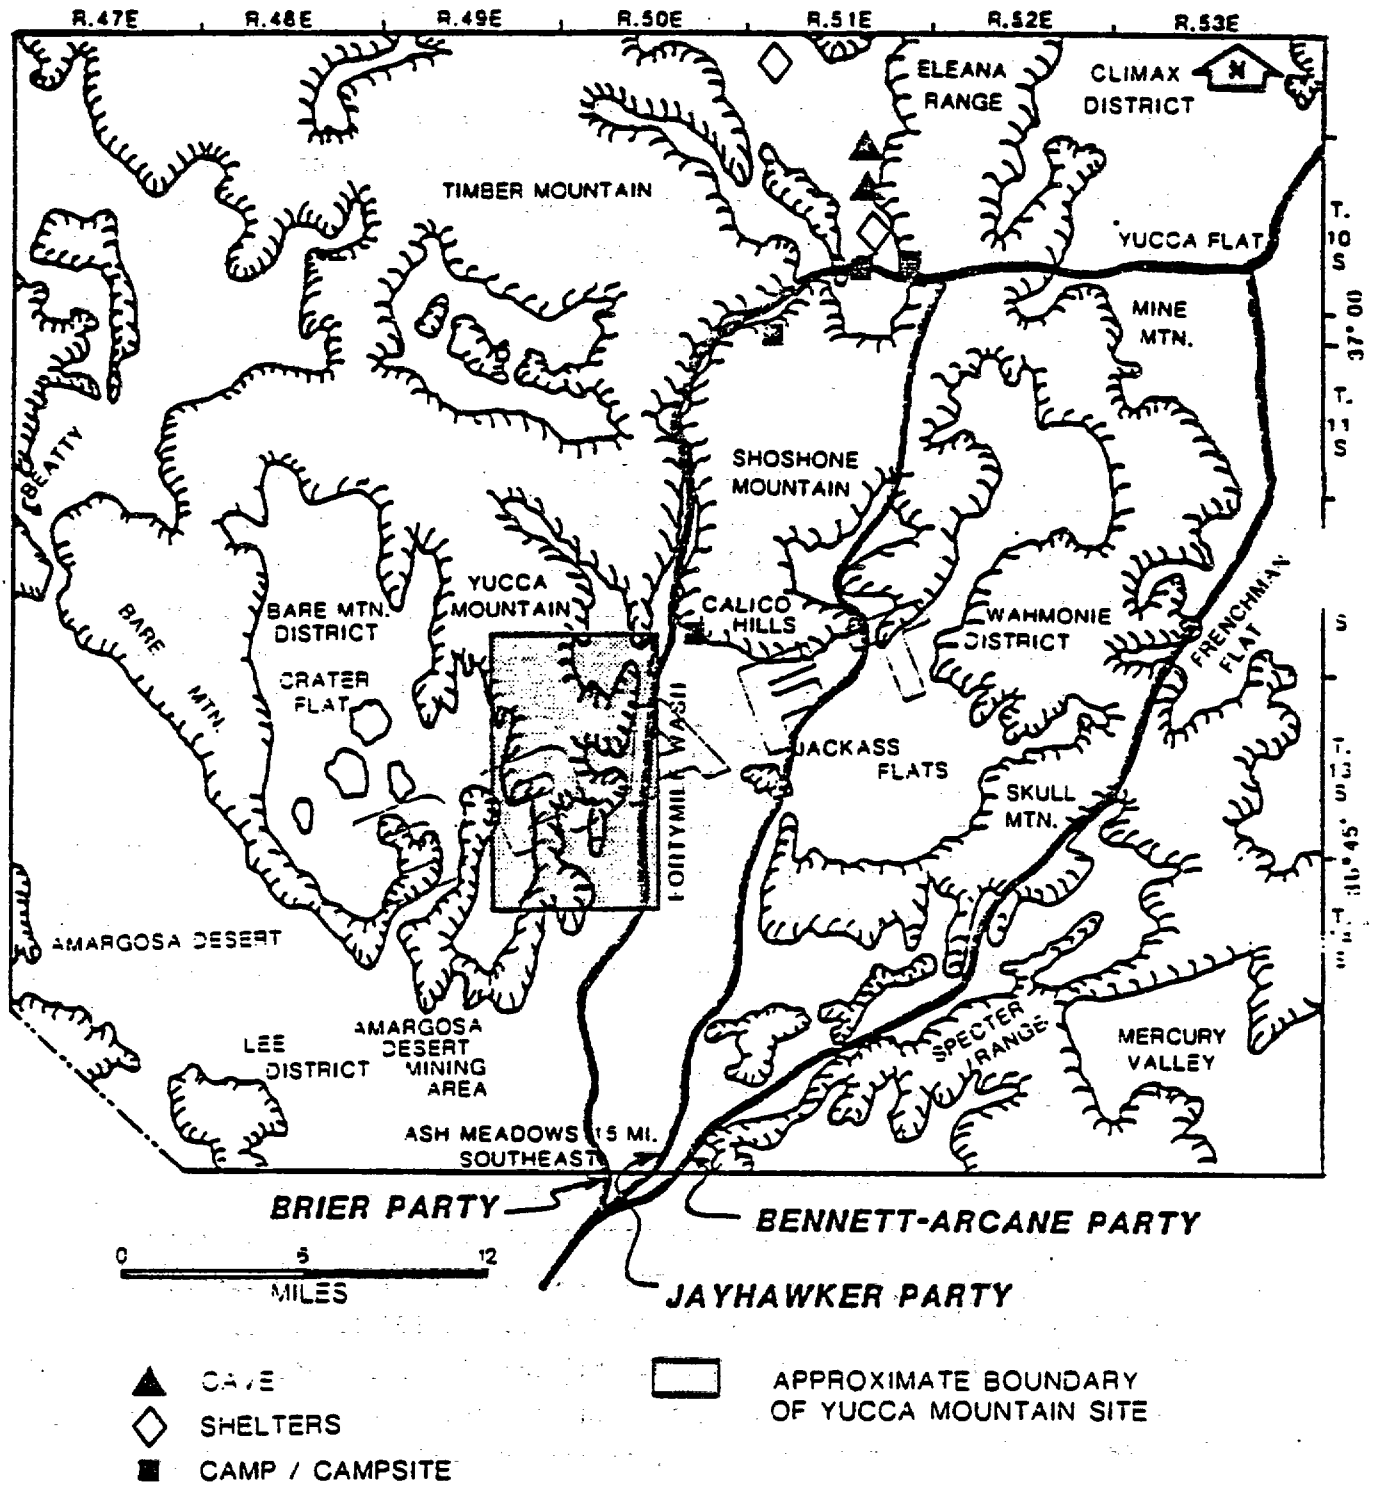 R.47E R.48E R.49E R.50E R.51E R.52E R.53E
ELEANA
RANGE
CLIMAX
DISTRICT
N
TIMBER MOUNTAIN
YUCCA FLAT
T.
10
S
MINE
MTN.
37° 00
T.
11
S
BEATTY
SHOSHONE
MOUNTAIN
YUCCA
MOUNTAIN
BARE MTN.
DISTRICT
CALICO
HILLS
WAHMONIE
DISTRICT
FRENCHMAN
FLAT
S
BARE
MTN.
CRATER
FLAT
FORTYMILE WASH
JACKASS
FLATS
SKULL
MTN.
T.
13
S
36° 45'
T.
AMARGOSA DESERT
AMARGOSA
DESERT
MINING
AREA
LEE
DISTRICT
SPECTER
RANGE
MERCURY
VALLEY
ASH MEADOWS 15 MI.
SOUTHEAST
BRIER PARTY
BENNETT-ARCANE PARTY
JAYHAWKER PARTY
0 6 12
MILES
CAVE
SHELTERS
CAMP / CAMPSITE
APPROXIMATE BOUNDARY
OF YUCCA MOUNTAIN SITE